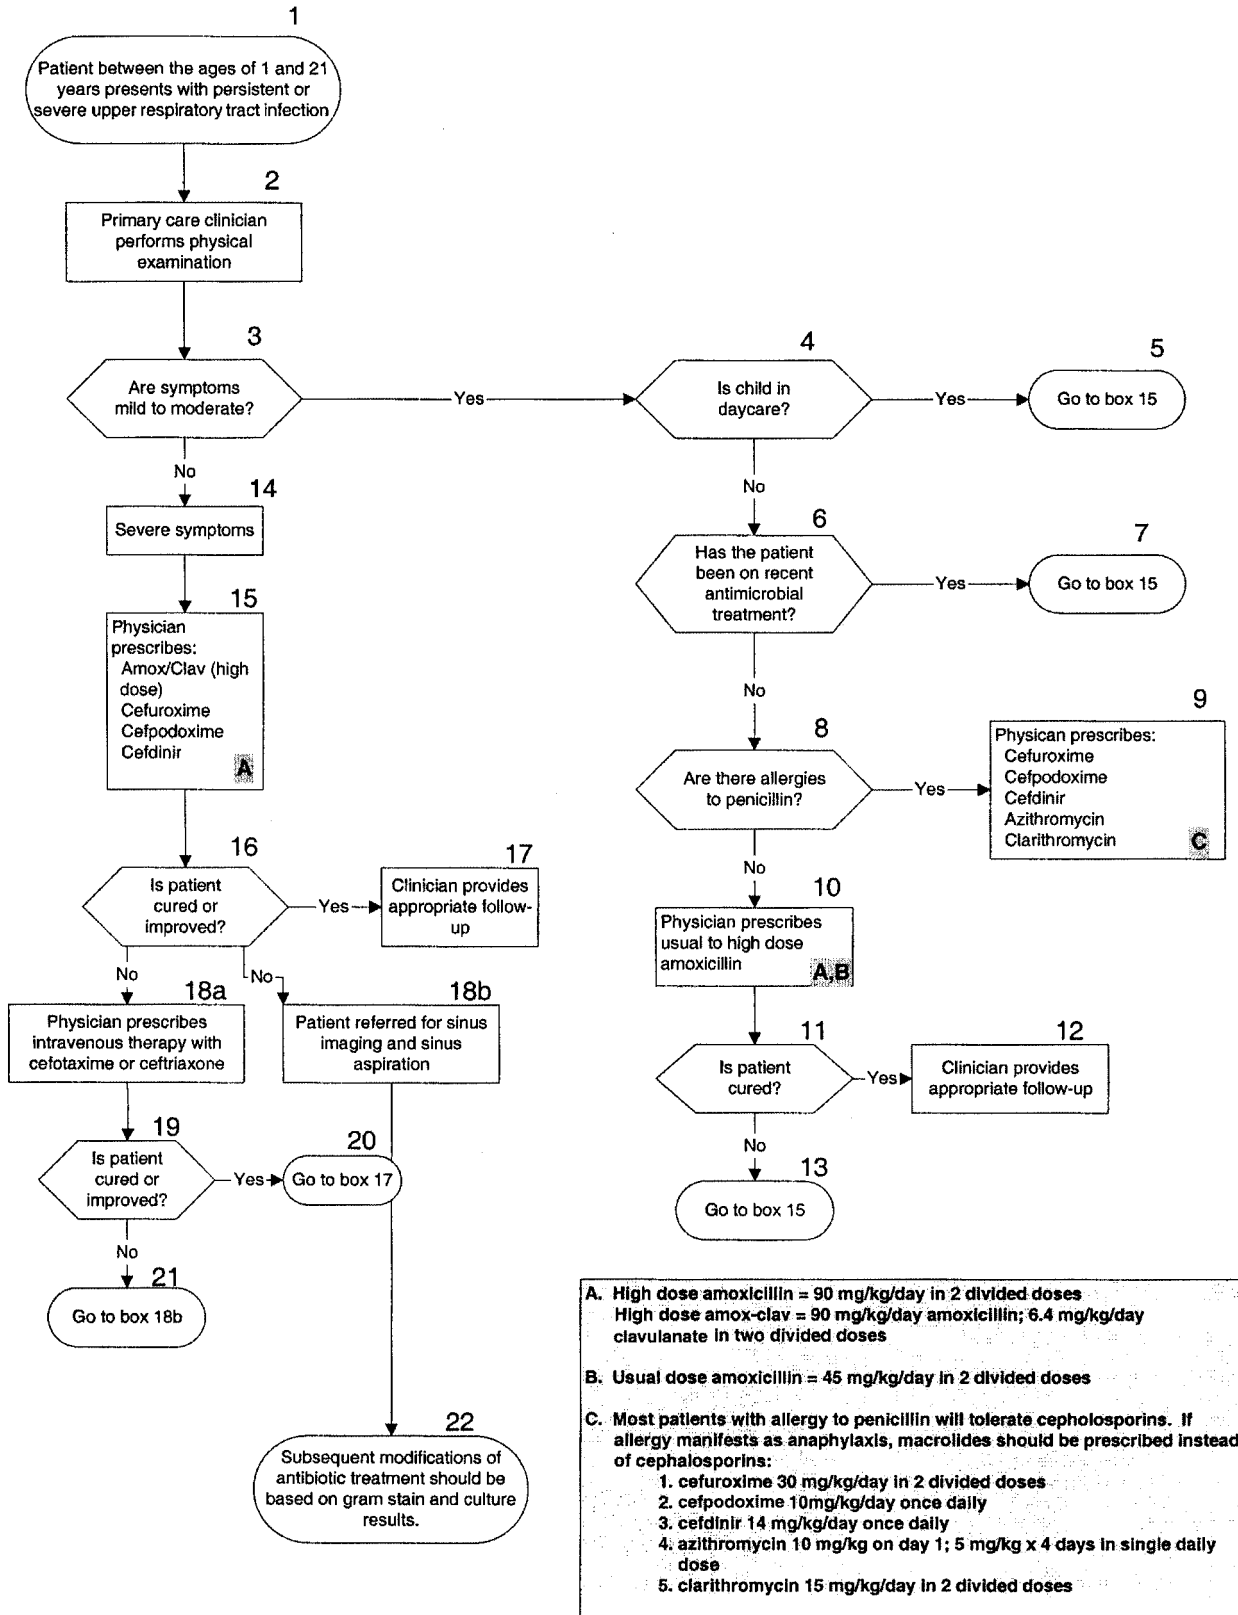 1
Patient between the ages of 1 and 21
years presents with persistent or
severe upper respiratory tract infection
2
Primary care clinician
performs physical
examination
3
Are symptoms
mild to moderate?
Yes
4
Is child in
daycare?
Yes
5
Go to box 15
No
14
Severe symptoms
No
6
Has the patient
been on recent
antimicrobial
treatment?
Yes
7
Go to box 15
15
Physician
prescribes:
Amox/Clav (high
dose)
Cefuroxime
Cefpodoxime
Cefdinir
A
No
8
Are there allergies
to penicillin?
Yes
9
Physican prescribes:
Cefuroxime
Cefpodoxime
Cefdinir
Azithromycin
Clarithromycin
C
16
Is patient
cured or
improved?
Yes
17
Clinician provides
appropriate follow-
up
No
10
Physician prescribes
usual to high dose
amoxicillin
A,B
No
No
18a
Physician prescribes
intravenous therapy with
cefotaxime or ceftriaxone
18b
Patient referred for sinus
imaging and sinus
aspiration
11
Is patient
cured?
Yes
12
Clinician provides
appropriate follow-up
19
Is patient
cured or
improved?
Yes
20
Go to box 17
No
13
Go to box 15
No
21
Go to box 18b
22
Subsequent modifications of
antibiotic treatment should be
based on gram stain and culture
results.
A. High dose amoxicillin = 90 mg/kg/day in 2 divided doses
High dose amox-clav = 90 mg/kg/day amoxicillin; 6.4 mg/kg/day
clavulanate in two divided doses
B. Usual dose amoxicillin = 45 mg/kg/day in 2 divided doses
C. Most patients with allergy to penicillin will tolerate cepholosporins. If
allergy manifests as anaphylaxis, macrolides should be prescribed instead
of cephalosporins:
1. cefuroxime 30 mg/kg/day in 2 divided doses
2. cefpodoxime 10mg/kg/day once daily
3. cefdinir 14 mg/kg/day once daily
4. azithromycin 10 mg/kg on day 1; 5 mg/kg x 4 days in single daily
dose
5. clarithromycin 15 mg/kg/day in 2 divided doses